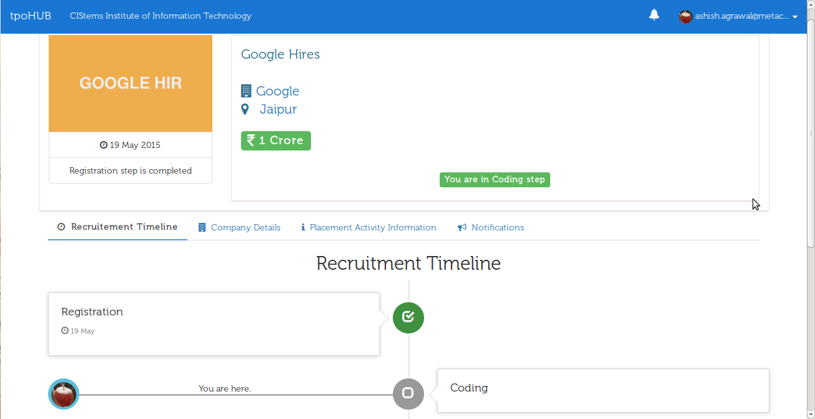 tpoHUB CIStems Institute of Information Technology ashish.agrawal@metac...
GOOGLE HIR
19 May 2015
Registration step is completed
Google Hires
Google
Jaipur
₹ 1 Crore
You are in Coding step
Recruitement Timeline Company Details Placement Activity Information Notifications
Recruitment Timeline
Registration
19 May
You are here.
Coding